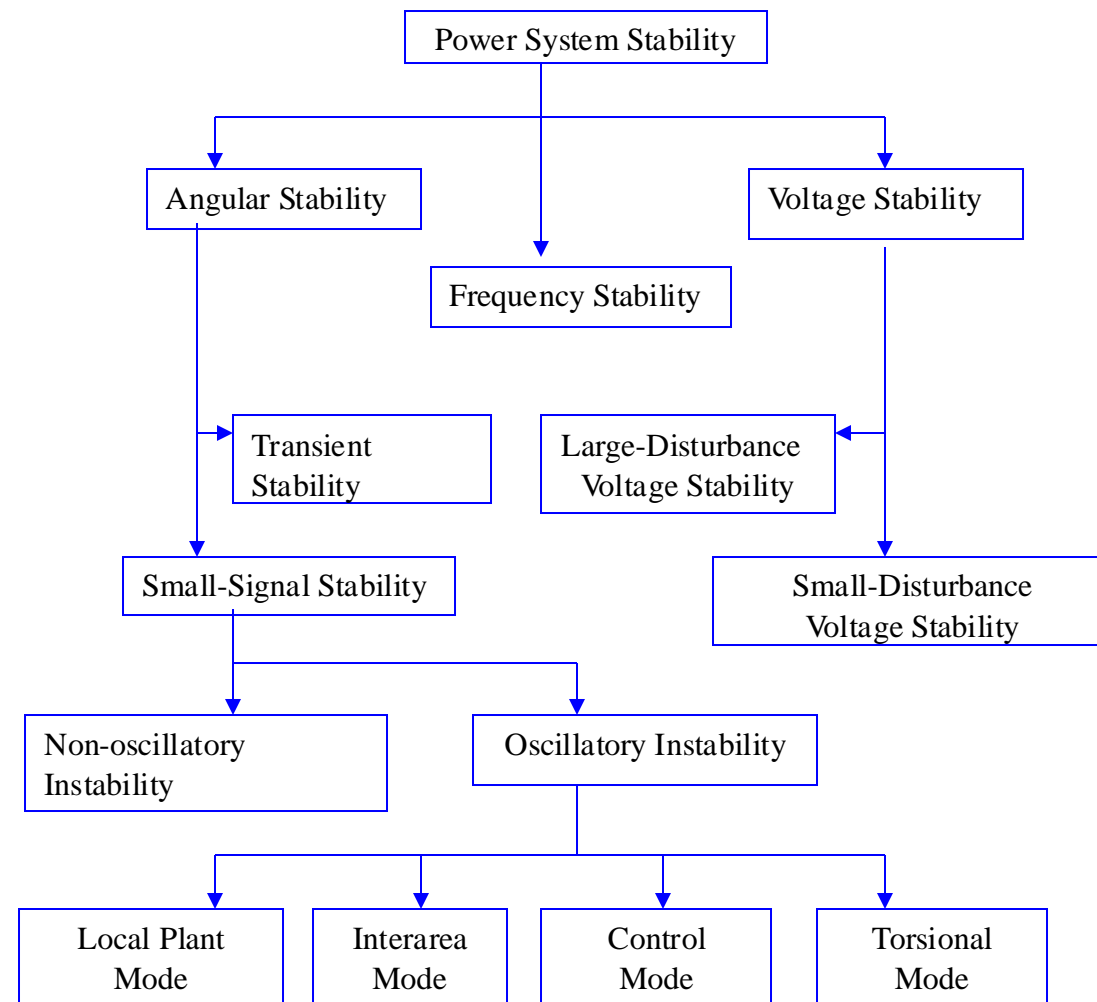 Power System Stability
Angular Stability
Voltage Stability
Frequency Stability
Transient
Stability
Large-Disturbance
Voltage Stability
Small-Signal Stability
Small-Disturbance
Voltage Stability
Non-oscillatory
Instability
Oscillatory Instability
Local Plant
Mode
Interarea
Mode
Control
Mode
Torsional
Mode